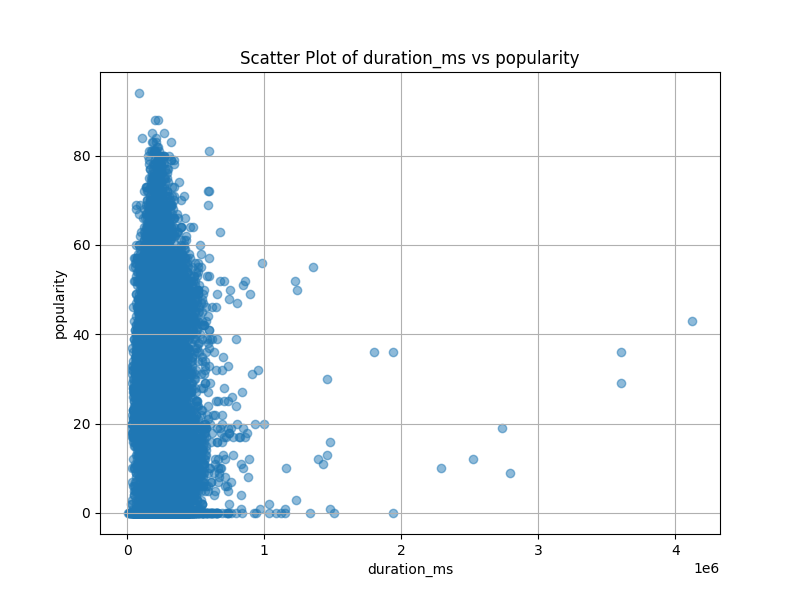 Scatter Plot of duration_ms vs popularity
80
60
40
20
0
popularity
0 1 2 3 4
1e6
duration_ms